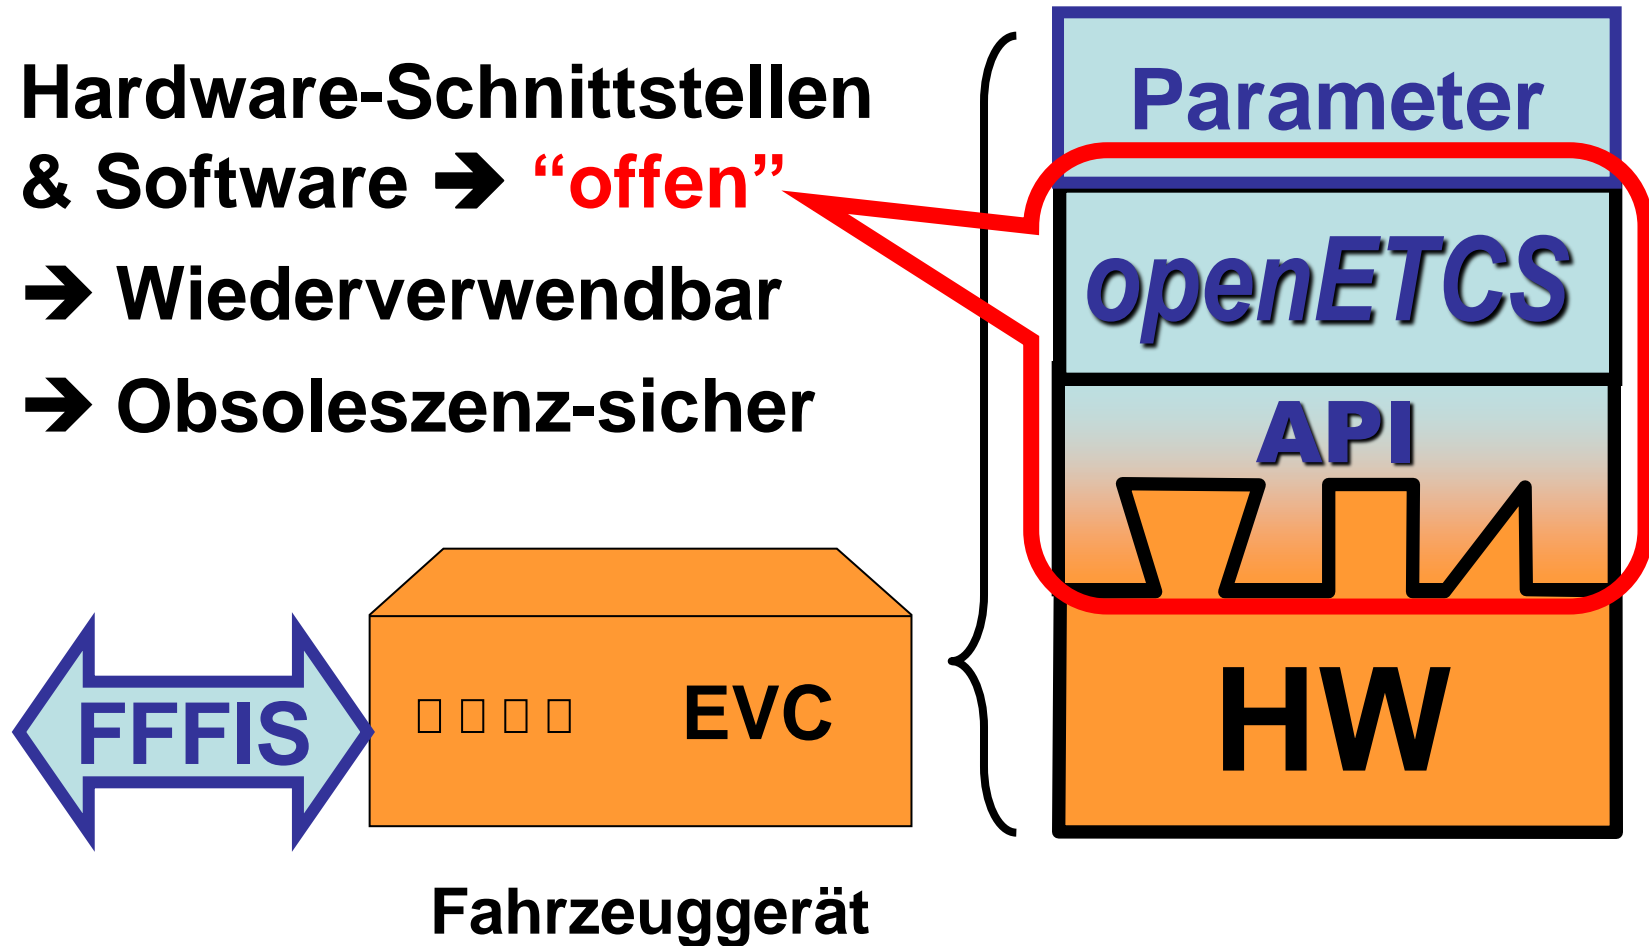 Hardware-Schnittstellen
& Software ➔ “offen”
➔ Wiederverwendbar
➔ Obsoleszenz-sicher
Parameter
openETCS
API
HW
FFFIS
EVC
Fahrzeuggerät